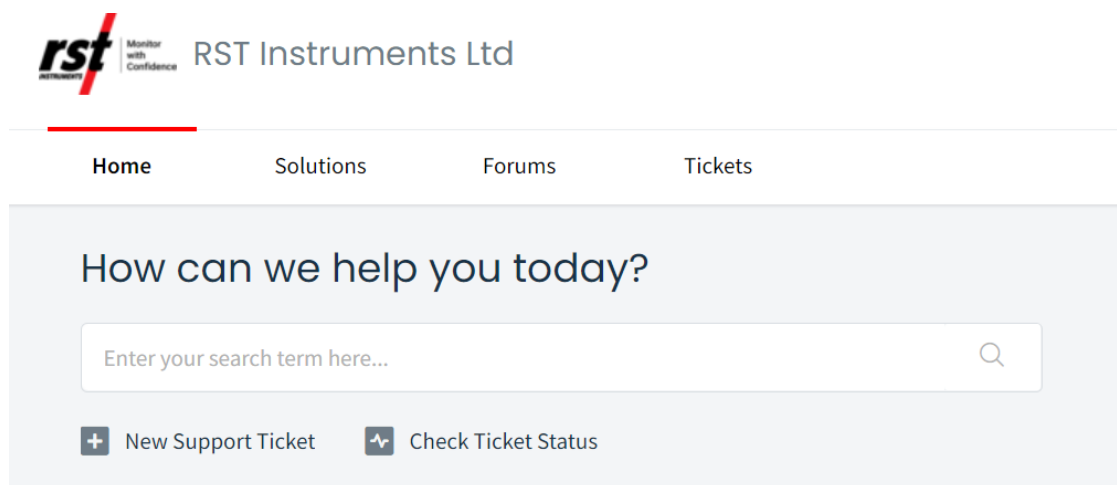 rst
INSTRUMENTS
Monitor
with
Confidence
RST Instruments Ltd
Home Solutions Forums Tickets
How can we help you today?
Enter your search term here...
New Support Ticket Check Ticket Status